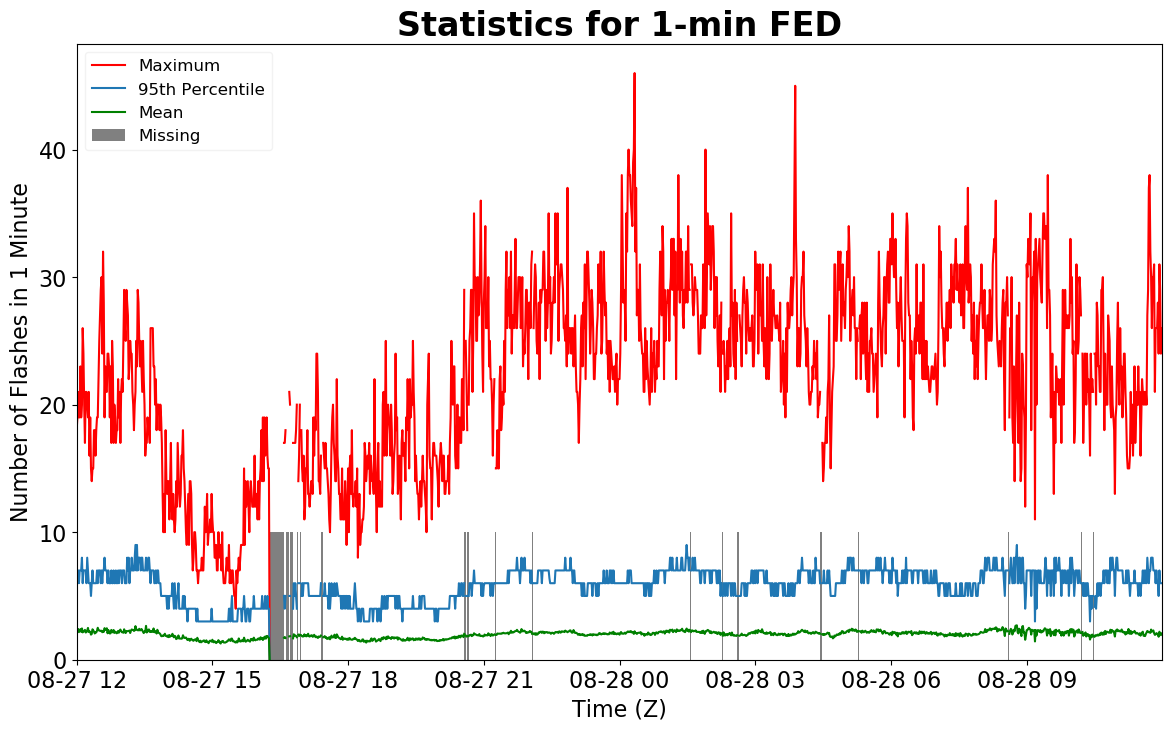 Statistics for 1-min FED
Maximum
95th Percentile
Mean
Missing
Number of Flashes in 1 Minute
40
30
20
10
0
08-27 12
08-27 15
08-27 18
08-27 21
08-28 00
08-28 03
08-28 06
08-28 09
Time (Z)